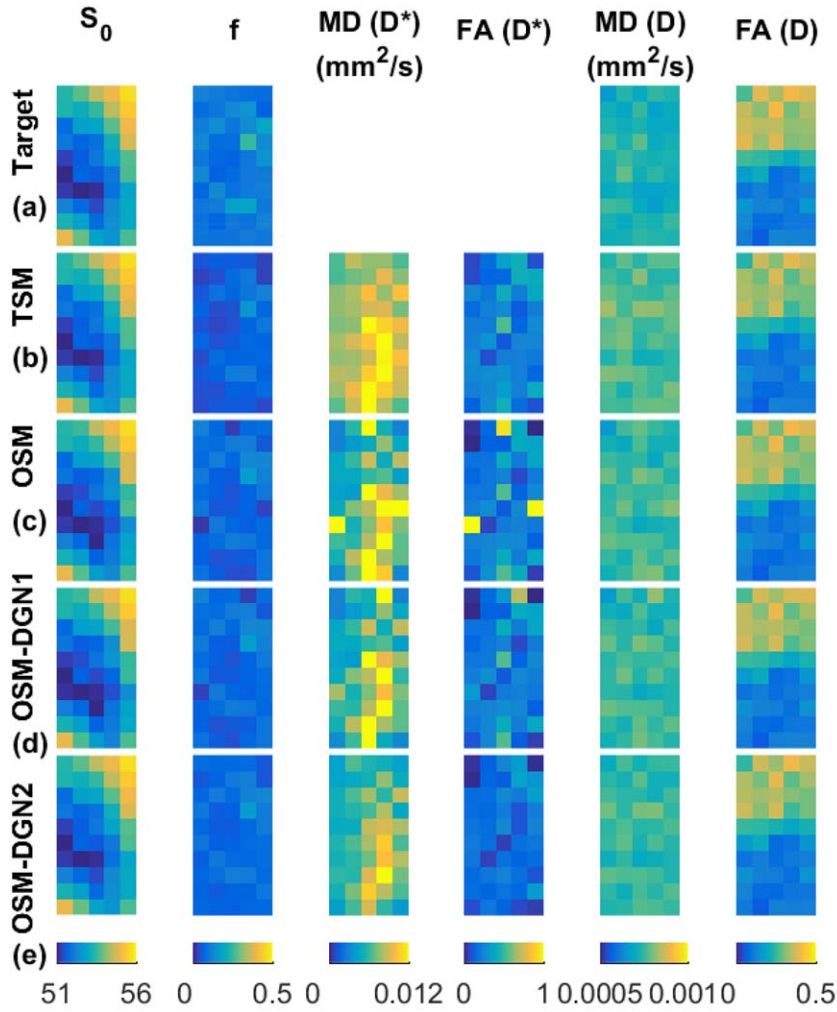 S0 f MD (D*) FA (D*) MD (D) FA (D)
(mm2/s) (mm2/s)
Target
(a)
TSM
(b)
OSM
(c)
OSM-DGN1
(d)
OSM-DGN2
(e)
51 56 0 0.5 0 0.012 0 1 0.0005 0.001 0 0.5